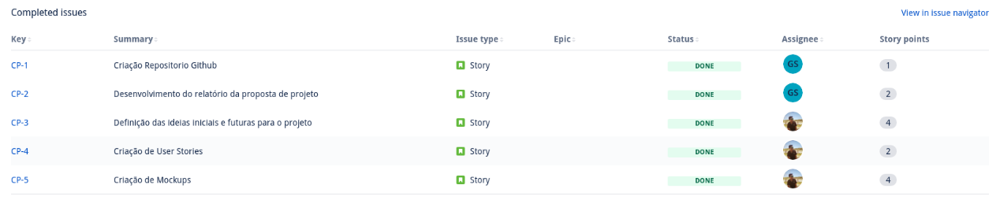 Completed issues View in issue navigator
Key Summary Issue type Epic Status Assignee Story points
CP-1 Criação Repositorio Github Story DONE GS 1
CP-2 Desenvolvimento do relatório da proposta de projeto Story DONE GS 2
CP-3 Definição das ideias iniciais e futuras para o projeto Story DONE 4
CP-4 Criação de User Stories Story DONE 2
CP-5 Criação de Mockups Story DONE 4